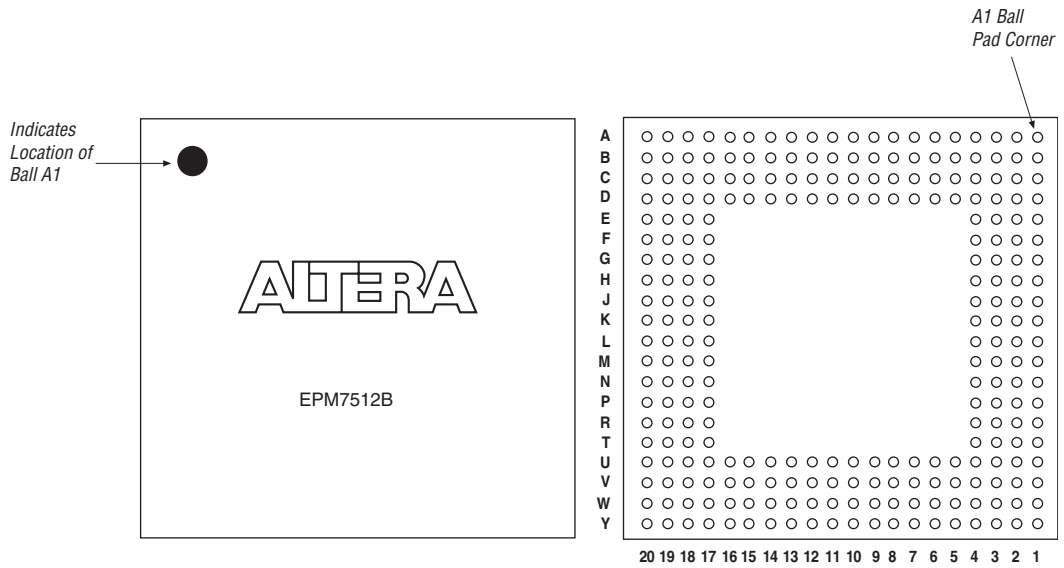 A1 Ball
Pad Corner
Indicates
Location of
Ball A1
ALTERA
EPM7512B
A
B
C
D
E
F
G
H
J
K
L
M
N
P
R
T
U
V
W
Y
20 19 18 17 16 15 14 13 12 11 10 9 8 7 6 5 4 3 2 1